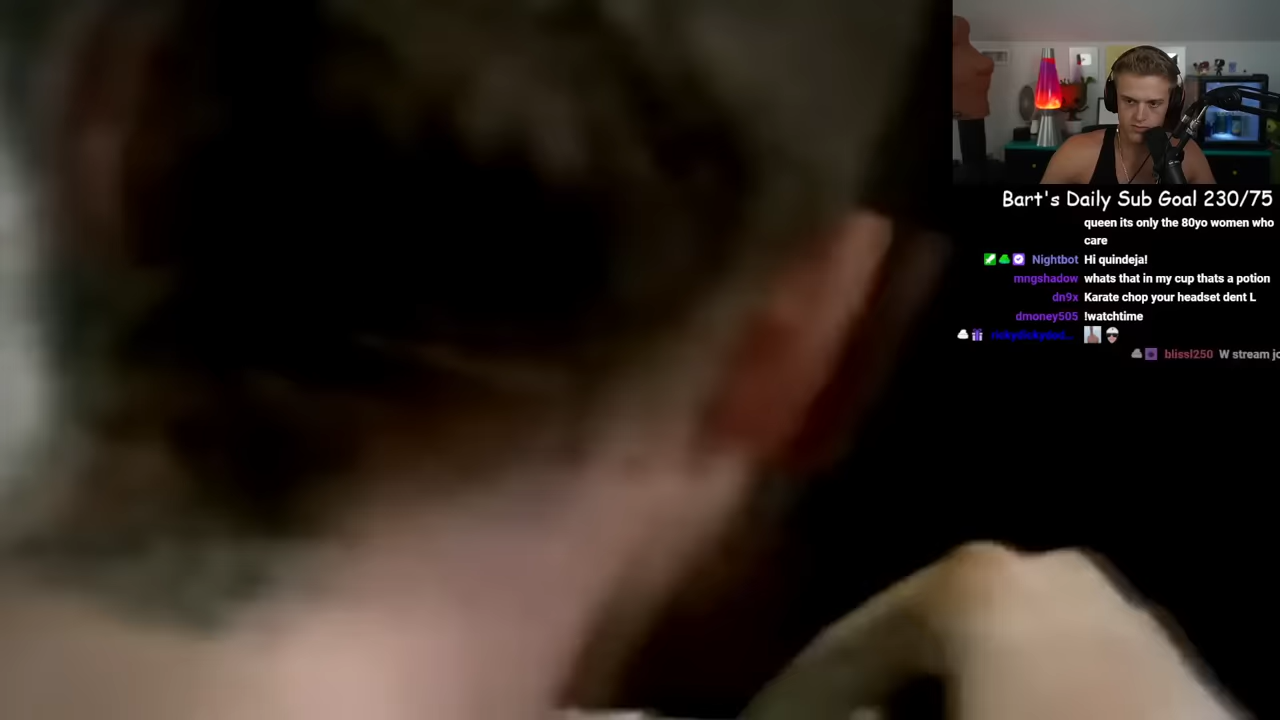 Bart's Daily Sub Goal 230/75
queen its only the 80yo women who
care
Nightbot Hi quindeja!
mngshadow whats that in my cup thats a potion
dn9x Karate chop your headset dent L
dmoney505 !watchtime
blissl250 W stream jo